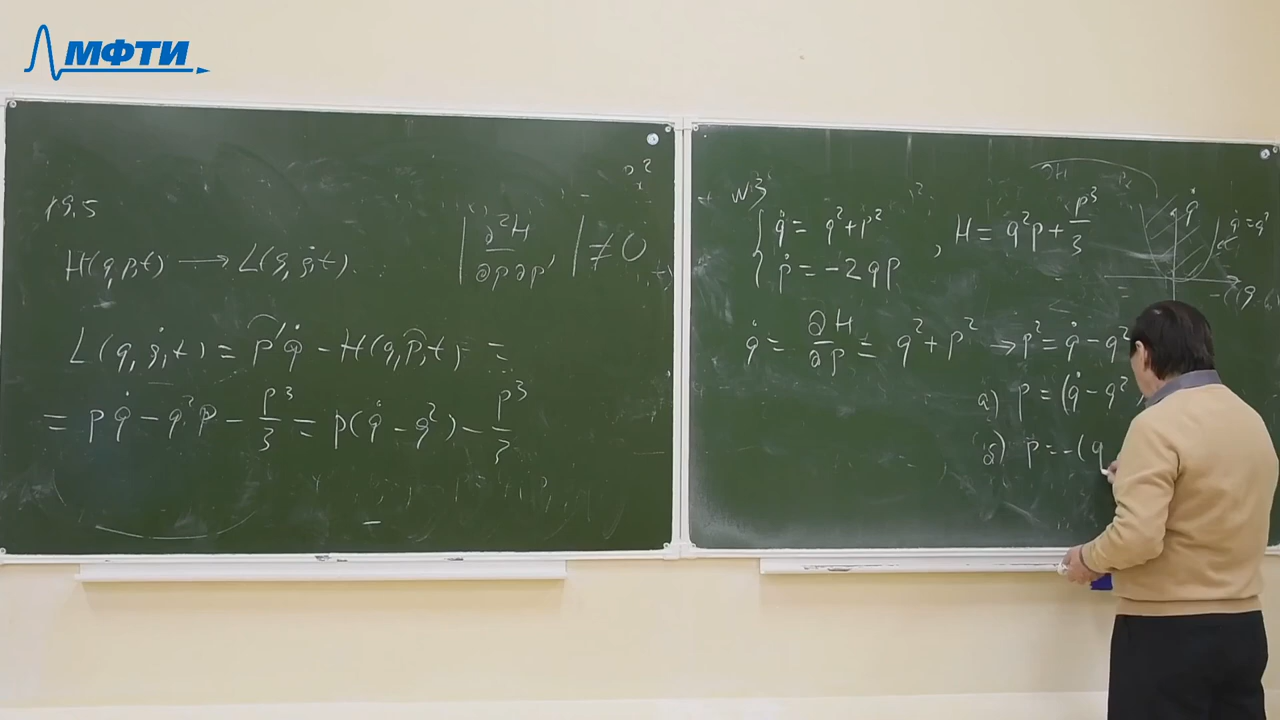 МФТИ
19.5
H(q,p,t) → L(q,q̇,t).
|∂²H/∂p∂p'| ≠ 0
L(q,q̇,t) = p'q̇ − H(q,p,t) =
= pq̇ − q²p − p³/3 = p(q̇ − q²) − p³/3
№3
{ q̇ = q² + p²
{ ṗ = −2qp
, H = q²p + p³/3
q̇ = ∂H/∂p = q² + p² → p² = q̇ − q²
а) p = (q̇ − q²
б) p = −(q
q̇
q̇ = q²